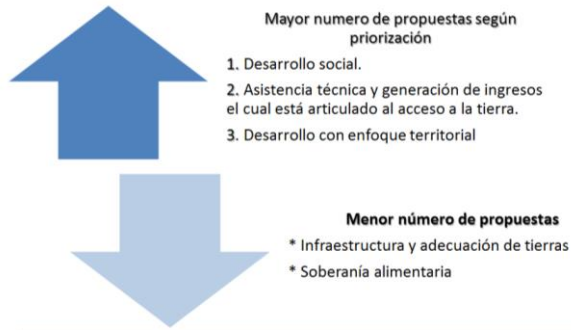 Mayor numero de propuestas según
priorización
1. Desarrollo social.
2. Asistencia técnica y generación de ingresos
el cual está articulado al acceso a la tierra.
3. Desarrollo con enfoque territorial
Menor número de propuestas
* Infraestructura y adecuación de tierras
* Soberanía alimentaria